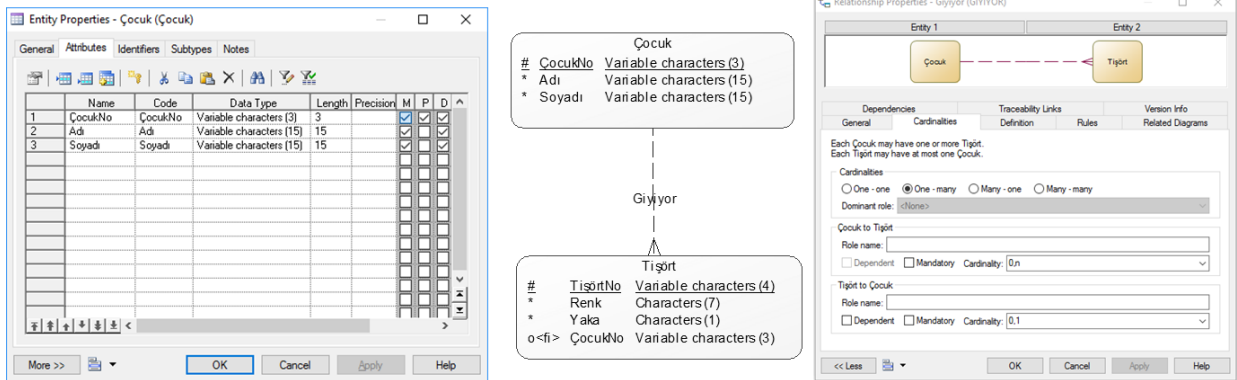 Entity Properties - Çocuk (Çocuk)
General Attributes Identifiers Subtypes Notes
Name Code Data Type Length Precision M P D
1 ÇocukNo ÇocukNo Variable characters (3) 3
2 Adı Adı Variable characters (15) 15
3 Soyadı Soyadı Variable characters (15) 15
More >> OK Cancel Apply Help
Çocuk
# ÇocukNo Variable characters (3)
* Adı Variable characters (15)
* Soyadı Variable characters (15)
Giyiyor
Tişört
# TişörtNo Variable characters (4)
* Renk Characters (7)
* Yaka Characters (1)
o<fi> ÇocukNo Variable characters (3)
Relationship Properties - Giyiyor (GIYIYOR)
Entity 1 Entity 2
Çocuk Tişört
Dependencies Traceability Links Version Info
General Cardinalities Definition Rules Related Diagrams
Each Çocuk may have one or more Tişört.
Each Tişört may have at most one Çocuk.
Cardinalities
One - one One - many Many - one Many - many
Dominant role: <None>
Çocuk to Tişört
Role name:
Dependent Mandatory Cardinality: 0,n
Tişört to Çocuk
Role name:
Dependent Mandatory Cardinality: 0,1
<< Less OK Cancel Apply Help